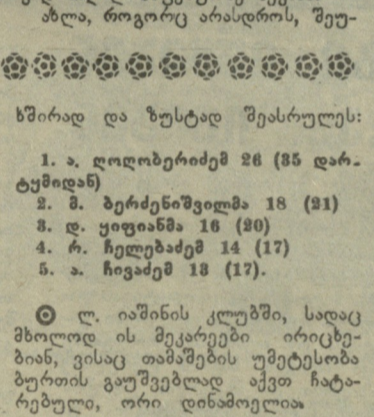 ახლა, როგორც არასდროს, შეუ-
ხშირად და ზუსტად შეასრულეს:
1. ა. ღოღობერიძემ 26 (35 დარ-
ტყმიდან)
2. მ. ბერძენიშვილმა 18 (21)
3. დ. ყიფიანმა 16 (20)
4. რ. ჩელებაძემ 14 (17)
5. ა. ჩივაძემ 13 (17).
ლ. იაშინის კლუბში, სადაც
მხოლოდ ის მეკარეები ირიცხე-
ბიან, ვისაც თამაშების უმეტესობა
ბურთის გაუშვებლად აქვთ ჩატა-
რებული, ორი დინამოელია